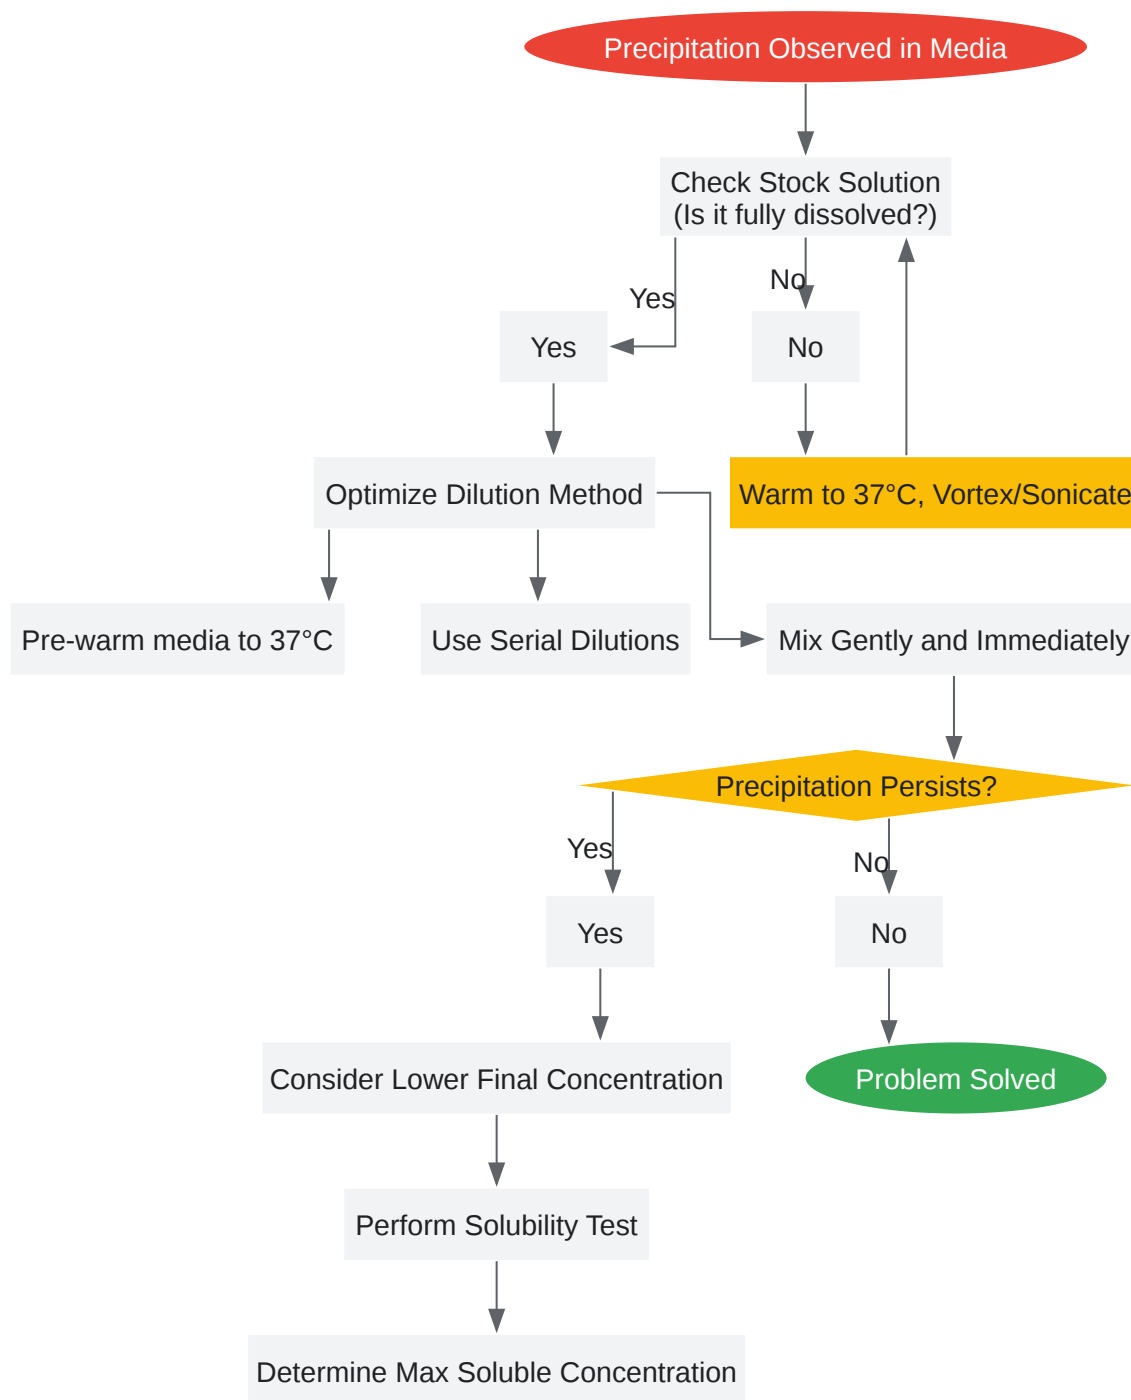 Precipitation Observed in Media
Check Stock Solution
(Is it fully dissolved?)
Yes
No
Yes
No
Optimize Dilution Method
Warm to 37°C, Vortex/Sonicate
Pre-warm media to 37°C
Use Serial Dilutions
Mix Gently and Immediately
Precipitation Persists?
Yes
No
Yes
No
Consider Lower Final Concentration
Problem Solved
Perform Solubility Test
Determine Max Soluble Concentration